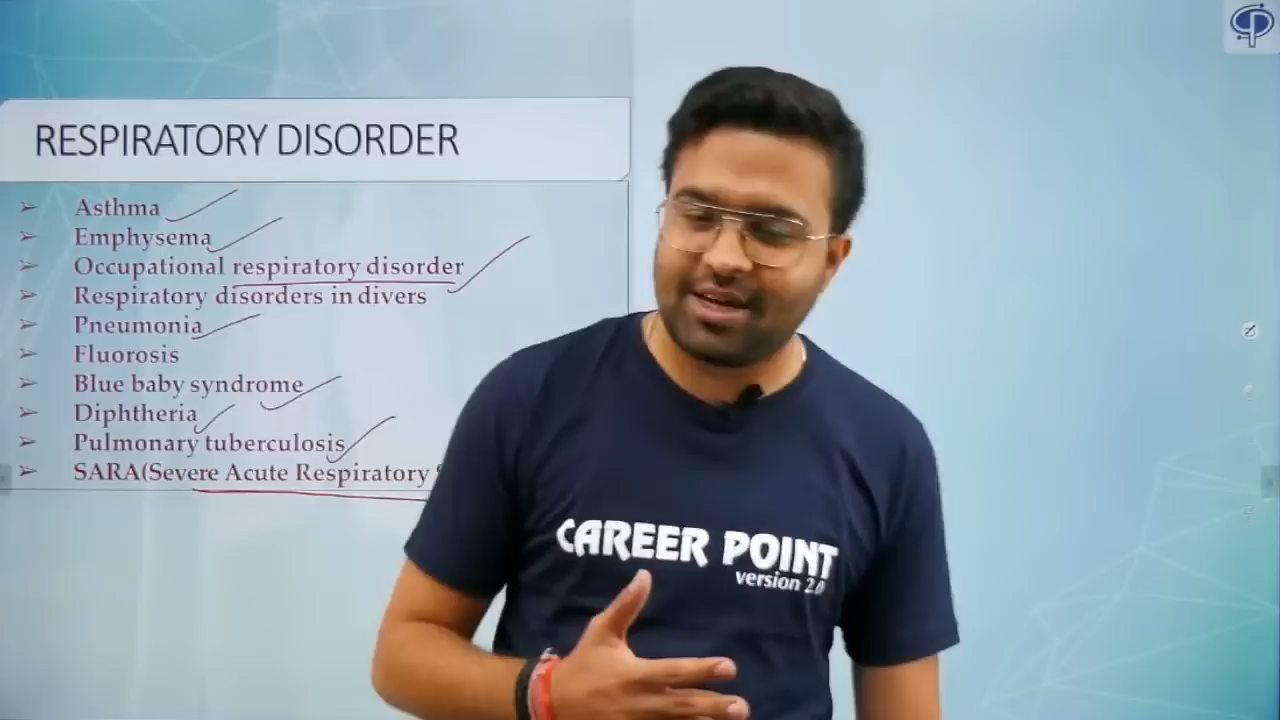 RESPIRATORY DISORDER
➢ Asthma
➢ Emphysema
➢ Occupational respiratory disorder
➢ Respiratory disorders in divers
➢ Pneumonia
➢ Fluorosis
➢ Blue baby syndrome
➢ Diphtheria
➢ Pulmonary tuberculosis
➢ SARA(Severe Acute Respiratory
CAREER POINT
version 2.0